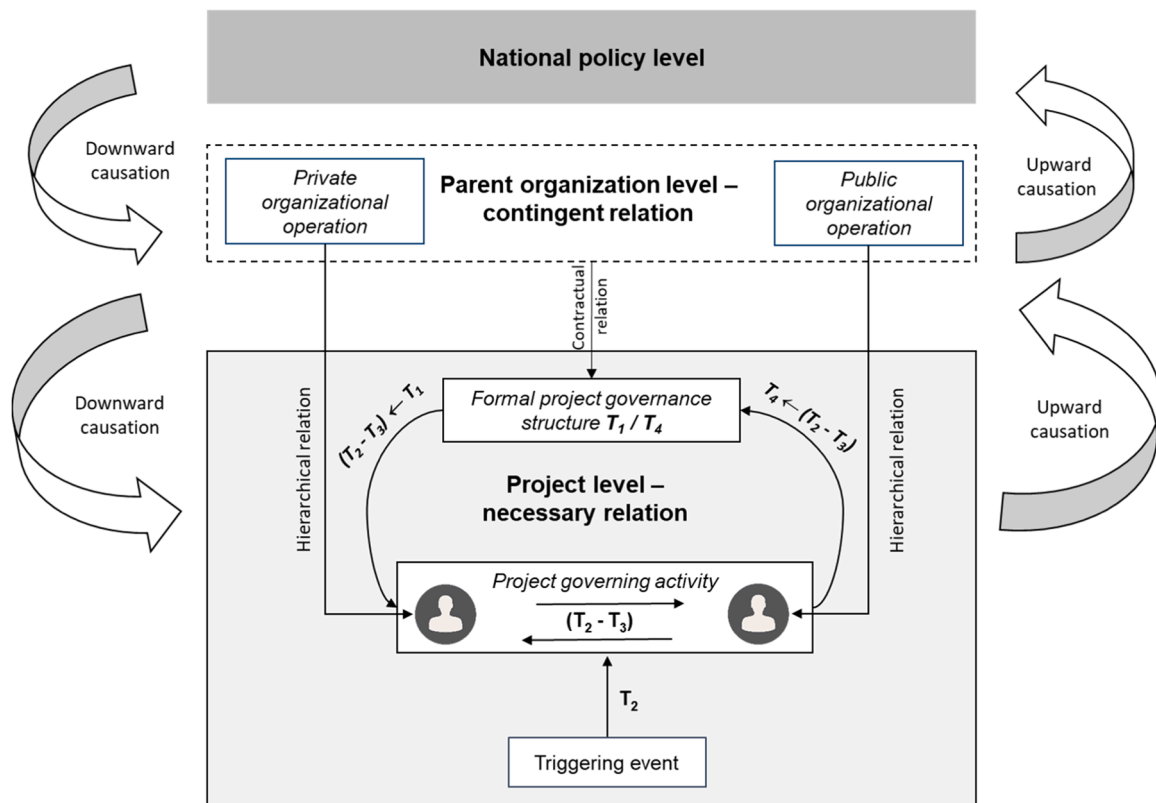 National policy level
Downward
causation
Upward
causation
Private
organizational
operation
Parent organization level –
contingent relation
Public
organizational
operation
Contractual
relation
Downward
causation
Upward
causation
Hierarchical relation
(T₂ - T₃) ← T₁
Formal project governance
structure T₁ / T₄
T₄ ← (T₂ - T₃)
Hierarchical relation
Project level –
necessary relation
Project governing activity
(T₂ - T₃)
T₂
Triggering event